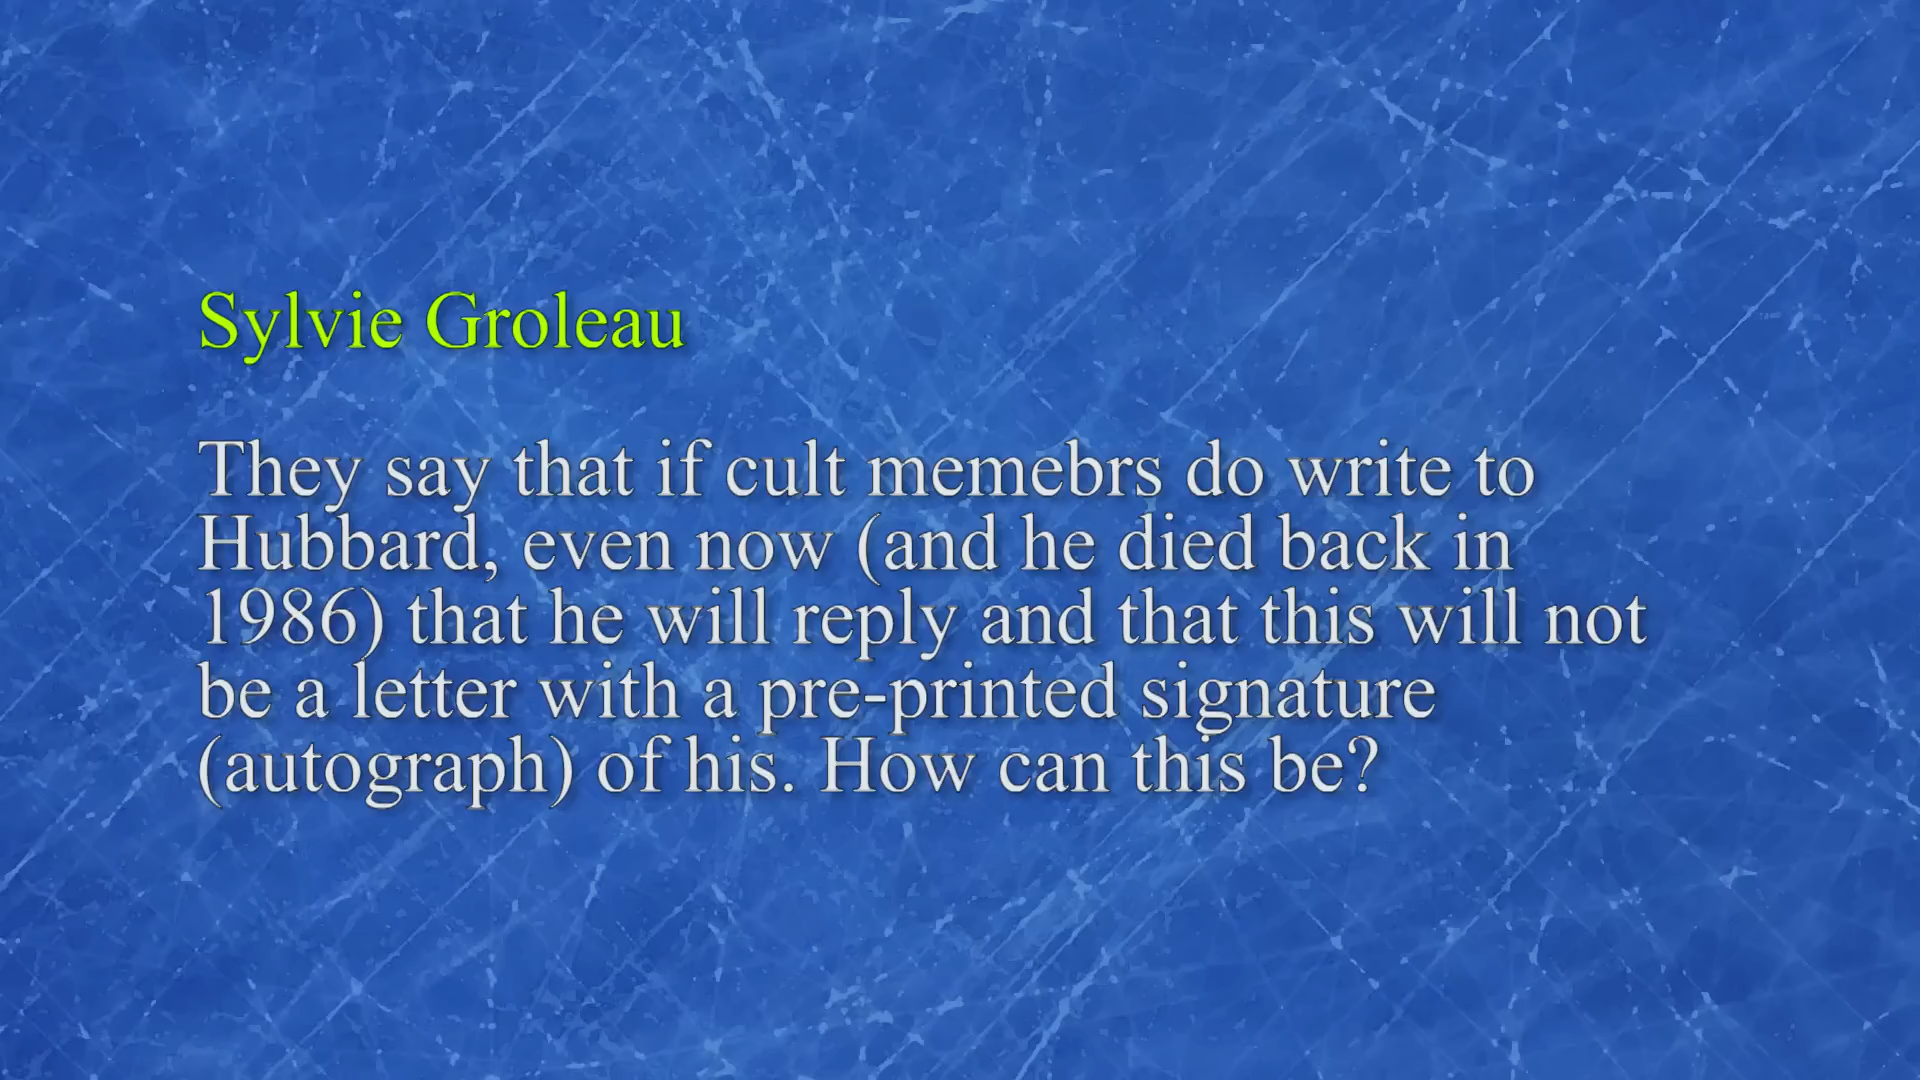 Sylvie Groleau
They say that if cult memebrs do write to
Hubbard, even now (and he died back in
1986) that he will reply and that this will not
be a letter with a pre-printed signature
(autograph) of his. How can this be?